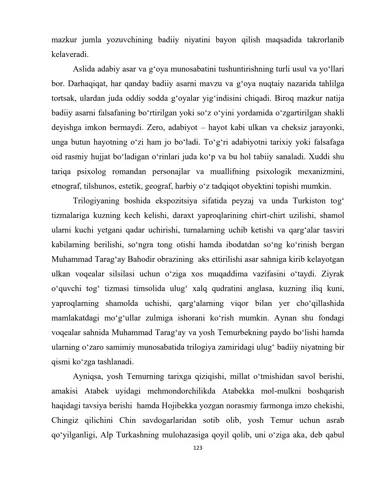 mazkur jumla yozuvchining badiiy niyatini bayon qilish maqsadida takrorlanib
kelaveradi.
Aslida adabiy asar va g‘oya munosabatini tushuntirishning turli usul va yo‘llari
bor. Darhaqiqat, har qanday badiiy asarni mavzu va g‘oya nuqtaiy nazarida tahlilga
tortsak, ulardan juda oddiy sodda g‘oyalar yig‘indisini chiqadi. Biroq mazkur natija
badiiy asarni falsafaning bo‘rtirilgan yoki so‘z o‘yini yordamida o‘zgartirilgan shakli
deyishga imkon bermaydi. Zero, adabiyot – hayot kabi ulkan va cheksiz jarayonki,
unga butun hayotning o‘zi ham jo bo‘ladi. To‘g‘ri adabiyotni tarixiy yoki falsafaga
oid rasmiy hujjat bo‘ladigan o‘rinlari juda ko‘p va bu hol tabiiy sanaladi. Xuddi shu
tariqa psixolog romandan personajlar va muallifning psixologik mexanizmini,
etnograf, tilshunos, estetik, geograf, harbiy o‘z tadqiqot obyektini topishi mumkin.
Trilogiyaning boshida ekspozitsiya sifatida peyzaj va unda Turkiston tog‘
tizmalariga kuzning kech kelishi, daraxt yaproqlarining chirt-chirt uzilishi, shamol
ularni kuchi yetgani qadar uchirishi, turnalarning uchib ketishi va qarg‘alar tasviri
kabilarning berilishi, so‘ngra tong otishi hamda ibodatdan so‘ng ko‘rinish bergan
Muhammad Tarag‘ay Bahodir obrazining aks ettirilishi asar sahniga kirib kelayotgan
ulkan voqealar silsilasi uchun o‘ziga xos muqaddima vazifasini o‘taydi. Ziyrak
o‘quvchi tog‘ tizmasi timsolida ulug‘ xalq qudratini anglasa, kuzning iliq kuni,
yaproqlarning shamolda uchishi, qarg‘alarning viqor bilan yer cho‘qillashida
mamlakatdagi mo‘g‘ullar zulmiga ishorani ko‘rish mumkin. Aynan shu fondagi
voqealar sahnida Muhammad Tarag‘ay va yosh Temurbekning paydo bo‘lishi hamda
ularning o‘zaro samimiy munosabatida trilogiya zamiridagi ulug‘ badiiy niyatning bir
qismi ko‘zga tashlanadi.
Ayniqsa, yosh Temurning tarixga qiziqishi, millat o‘tmishidan savol berishi,
amakisi Atabek uyidagi mehmondorchilikda Atabekka mol-mulkni boshqarish
haqidagi tavsiya berishi hamda Hojibekka yozgan norasmiy farmonga imzo chekishi,
Chingiz qilichini Chin savdogarlaridan sotib olib, yosh Temur uchun asrab
qo‘yilganligi, Alp Turkashning mulohazasiga qoyil qolib, uni o‘ziga aka, deb qabul
123